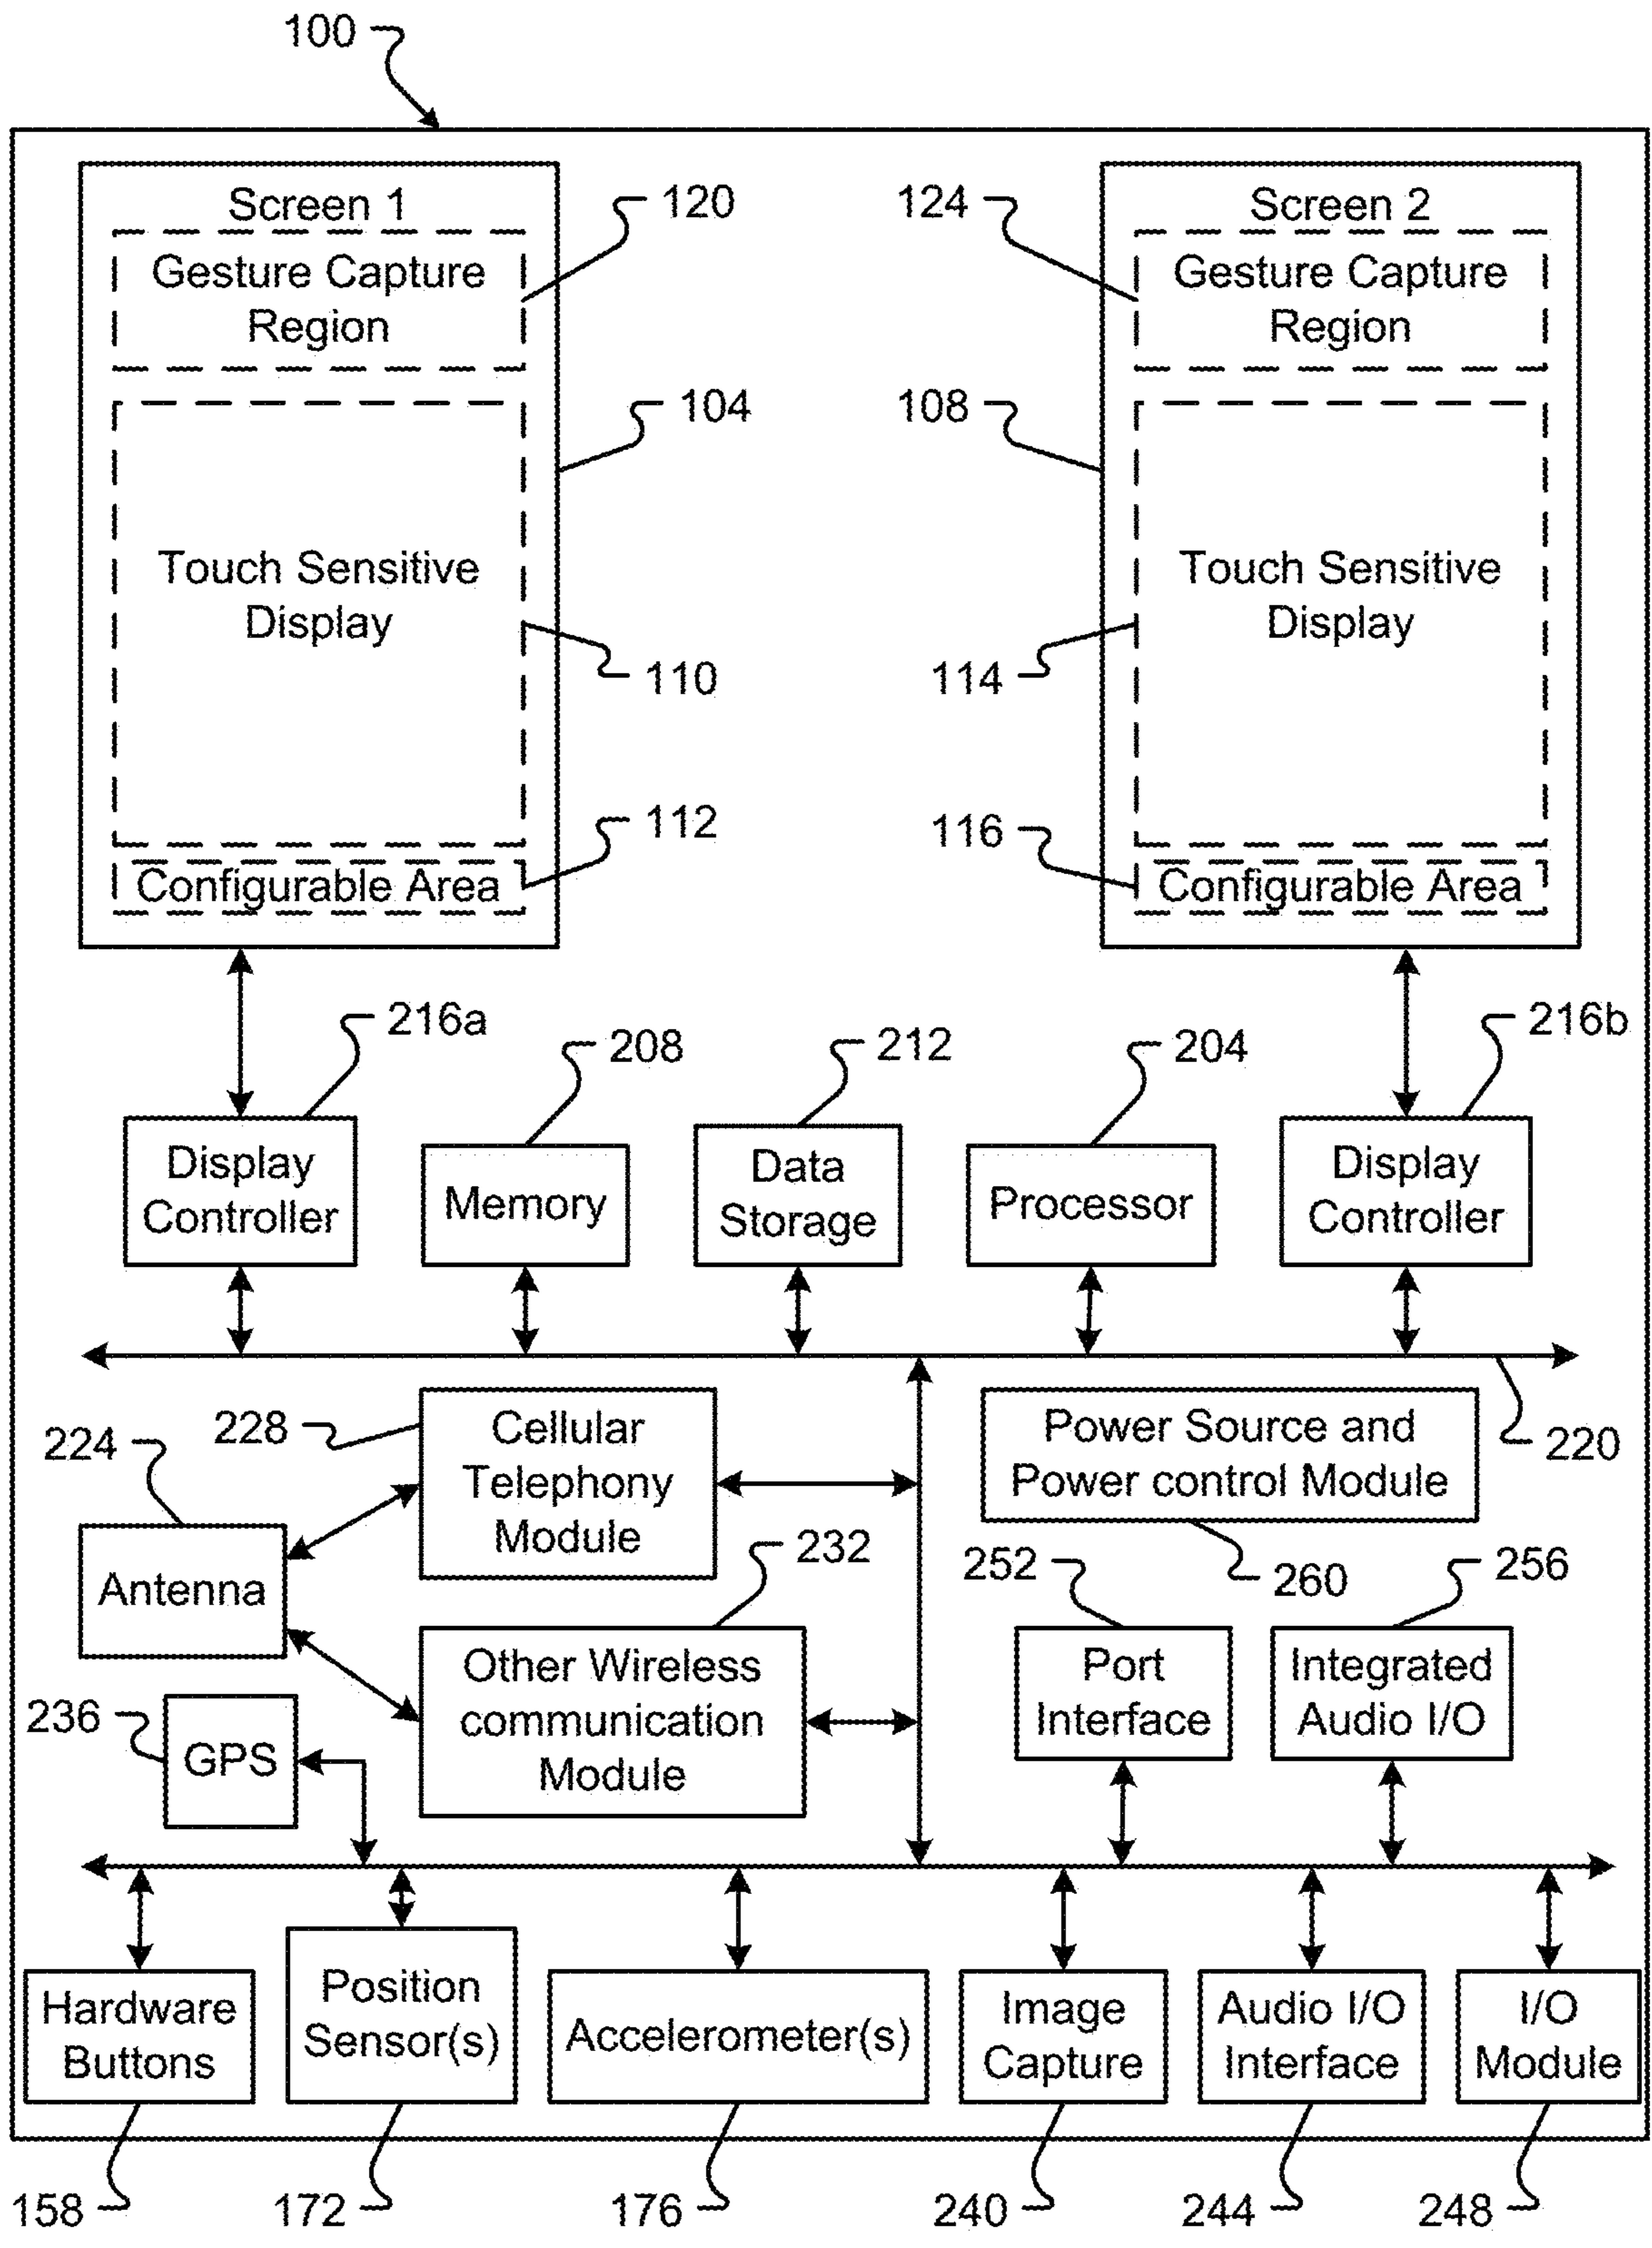 100
Screen 1
120
124
Screen 2
Gesture Capture
Region
Gesture Capture
Region
104
108
Touch Sensitive
Display
Touch Sensitive
Display
110
114
112
116
Configurable Area
Configurable Area
216a
208
212
204
216b
Display
Controller
Memory
Data
Storage
Processor
Display
Controller
224
228
Cellular
Telephony
Module
Power Source and
Power control Module
220
Antenna
232
252
260
256
Other Wireless
communication
Module
Port
Interface
Integrated
Audio I/O
236
GPS
Hardware
Buttons
Position
Sensor(s)
Accelerometer(s)
Image
Capture
Audio I/O
Interface
I/O
Module
158
172
176
240
244
248